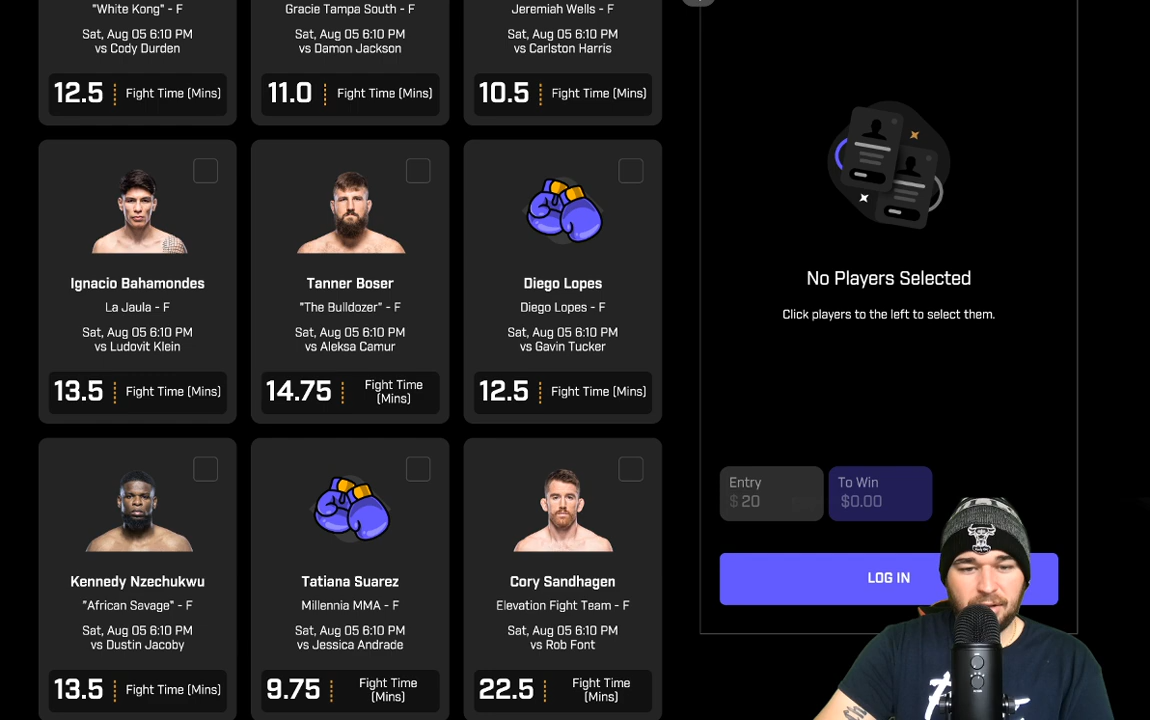 "White Kong" - F
Sat, Aug 05 6:10 PM
vs Cody Durden
12.5 Fight Time (Mins)
Gracie Tampa South - F
Sat, Aug 05 6:10 PM
vs Damon Jackson
11.0 Fight Time (Mins)
Jeremiah Wells - F
Sat, Aug 05 6:10 PM
vs Carlston Harris
10.5 Fight Time (Mins)
Ignacio Bahamondes
La Jaula - F
Sat, Aug 05 6:10 PM
vs Ludovit Klein
13.5 Fight Time (Mins)
Tanner Boser
"The Bulldozer" - F
Sat, Aug 05 6:10 PM
vs Aleksa Camur
14.75 Fight Time
(Mins)
Diego Lopes
Diego Lopes - F
Sat, Aug 05 6:10 PM
vs Gavin Tucker
12.5 Fight Time (Mins)
Kennedy Nzechukwu
"African Savage" - F
Sat, Aug 05 6:10 PM
vs Dustin Jacoby
13.5 Fight Time (Mins)
Tatiana Suarez
Millennia MMA - F
Sat, Aug 05 6:10 PM
vs Jessica Andrade
9.75 Fight Time
(Mins)
Cory Sandhagen
Elevation Fight Team - F
Sat, Aug 05 6:10 PM
vs Rob Font
22.5 Fight Time
(Mins)
No Players Selected
Click players to the left to select them.
Entry
$ 20
To Win
$0.00
LOG IN